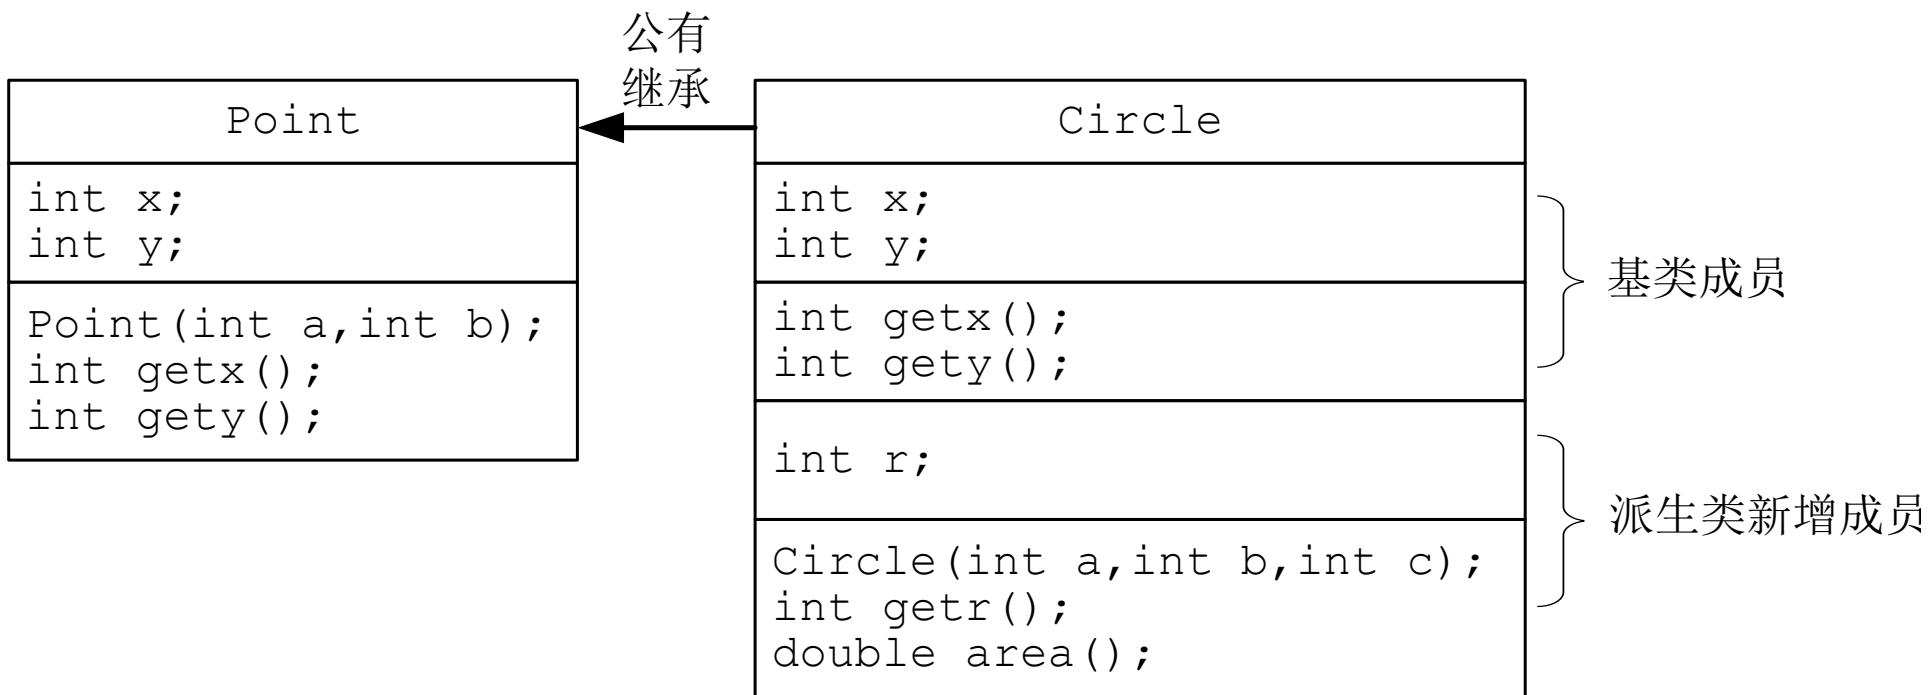 公有
继承
Point
int x;
int y;
Point(int a,int b);
int getx();
int gety();
Circle
int x;
int y;
int getx();
int gety();
int r;
Circle(int a,int b,int c);
int getr();
double area();
基类成员
派生类新增成员